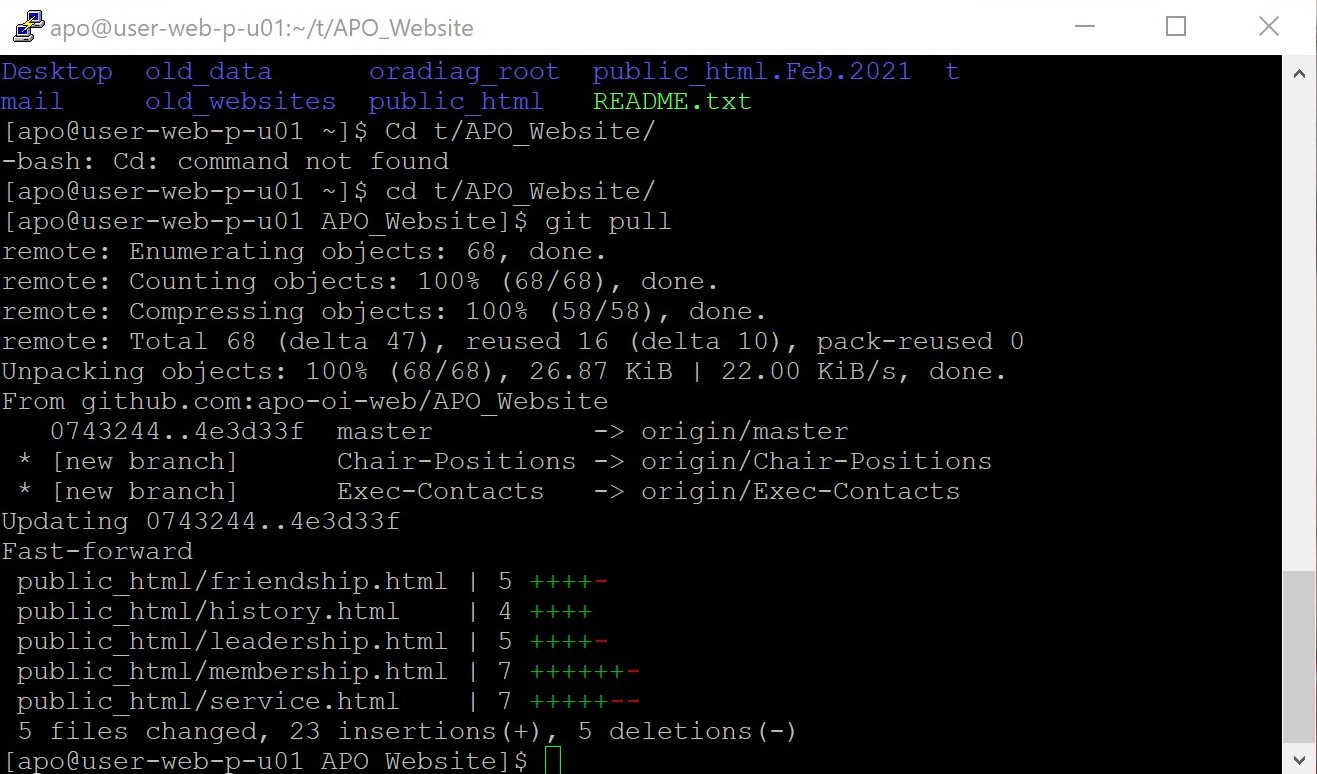 apo@user-web-p-u01:~/t/APO_Website
Desktop  old_data      oradiag_root  public_html.Feb.2021  t
mail     old_websites  public_html   README.txt
[apo@user-web-p-u01 ~]$ Cd t/APO_Website/
-bash: Cd: command not found
[apo@user-web-p-u01 ~]$ cd t/APO_Website/
[apo@user-web-p-u01 APO_Website]$ git pull
remote: Enumerating objects: 68, done.
remote: Counting objects: 100% (68/68), done.
remote: Compressing objects: 100% (58/58), done.
remote: Total 68 (delta 47), reused 16 (delta 10), pack-reused 0
Unpacking objects: 100% (68/68), 26.87 KiB | 22.00 KiB/s, done.
From github.com:apo-oi-web/APO_Website
   0743244..4e3d33f  master          -> origin/master
 * [new branch]      Chair-Positions -> origin/Chair-Positions
 * [new branch]      Exec-Contacts   -> origin/Exec-Contacts
Updating 0743244..4e3d33f
Fast-forward
 public_html/friendship.html | 5 ++++-
 public_html/history.html    | 4 ++++
 public_html/leadership.html | 5 ++++-
 public_html/membership.html | 7 ++++++-
 public_html/service.html    | 7 +++++--
 5 files changed, 23 insertions(+), 5 deletions(-)
[apo@user-web-p-u01 APO_Website]$